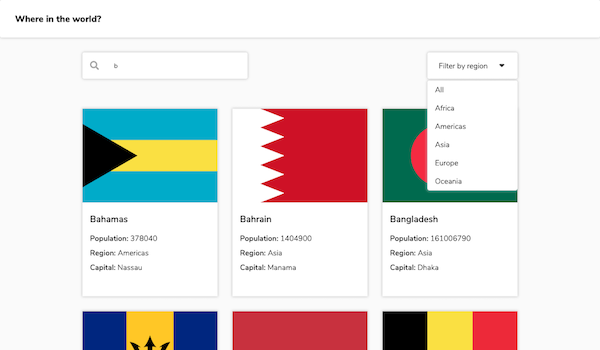 Where in the world?
b
Filter by region
All
Africa
Americas
Asia
Europe
Oceania
Bahamas
Population: 378040
Region: Americas
Capital: Nassau
Bahrain
Population: 1404900
Region: Asia
Capital: Manama
Bangladesh
Population: 161006790
Region: Asia
Capital: Dhaka